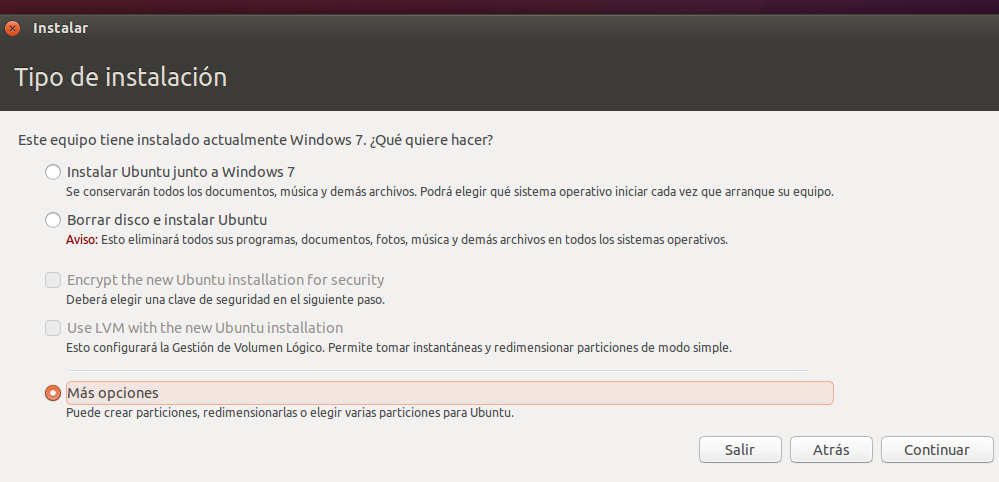 Instalar
Tipo de instalación
Este equipo tiene instalado actualmente Windows 7. ¿Qué quiere hacer?
Instalar Ubuntu junto a Windows 7
Se conservarán todos los documentos, música y demás archivos. Podrá elegir qué sistema operativo iniciar cada vez que arranque su equipo.
Borrar disco e instalar Ubuntu
Aviso: Esto eliminará todos sus programas, documentos, fotos, música y demás archivos en todos los sistemas operativos.
Encrypt the new Ubuntu installation for security
Deberá elegir una clave de seguridad en el siguiente paso.
Use LVM with the new Ubuntu installation
Esto configurará la Gestión de Volumen Lógico. Permite tomar instantáneas y redimensionar particiones de modo simple.
Más opciones
Puede crear particiones, redimensionarlas o elegir varias particiones para Ubuntu.
Salir Atrás Continuar